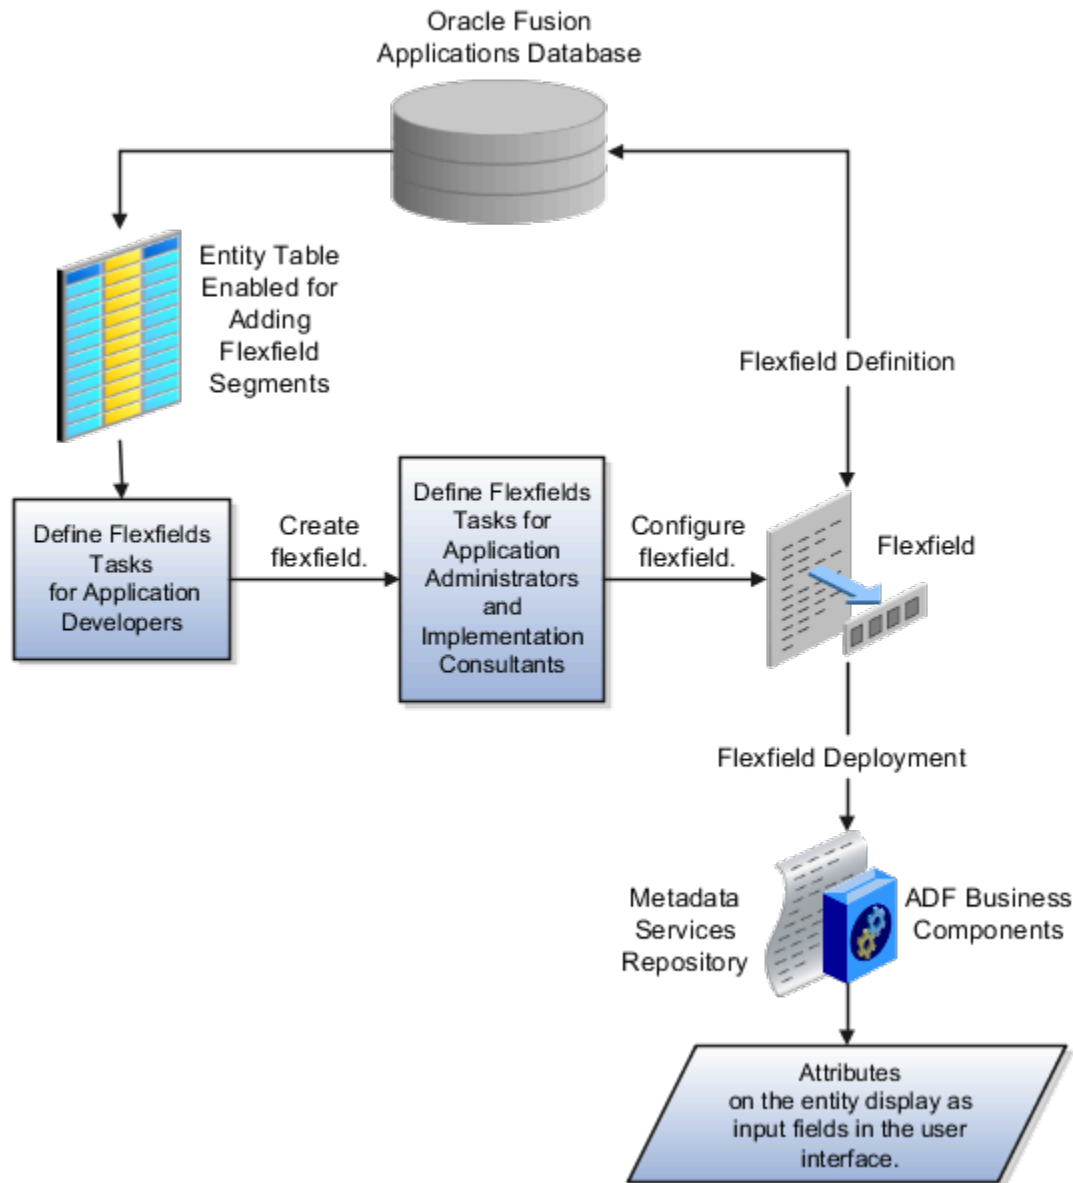 Oracle Fusion
Applications Database
Entity Table
Enabled for
Adding
Flexfield
Segments
Flexfield Definition
Define Flexfields
Tasks
for Application
Developers
Create
flexfield.
Define Flexfields
Tasks for
Application
Administrators
and
Implementation
Consultants
Configure
flexfield.
Flexfield
Flexfield Deployment
Metadata
Services
Repository
ADF Business
Components
Attributes
on the entity display as
input fields in the user
interface.